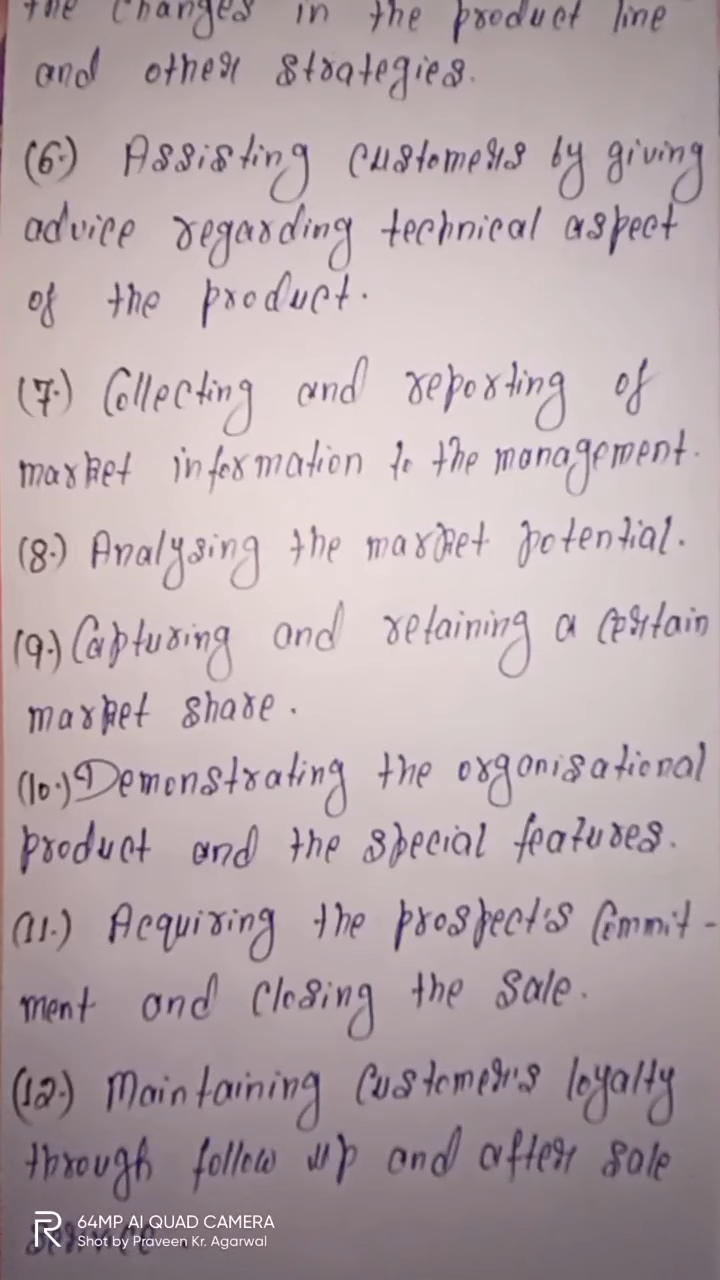 the changes in the product line
and other strategies.
(6.) Assisting customers by giving
advice regarding technical aspect
of the product.
(7.) Collecting and reporting of
market information to the management.
(8.) Analysing the market potential.
(9.) Capturing and retaining a certain
market share.
(10.) Demonstrating the organisational
product and the special features.
(11.) Acquiring the prospect's Commit-
ment and closing the sale.
(12.) Maintaining customer's loyalty
through follow up and after sale
service.
64MP AI QUAD CAMERA
Shot by Praveen Kr. Agarwal